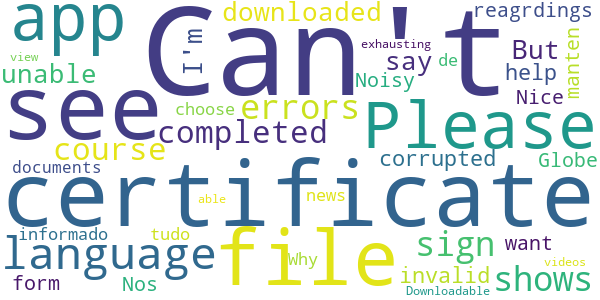 app Can't downloaded reagrdings
I'm exhausting say But
view unable see Noisy de help manten
choose errors Nice
completed Please
course corrupted Globe
documents certificate
able news
informado tudo language file Why sign want videos
form Nos invalid shows
Downloadable